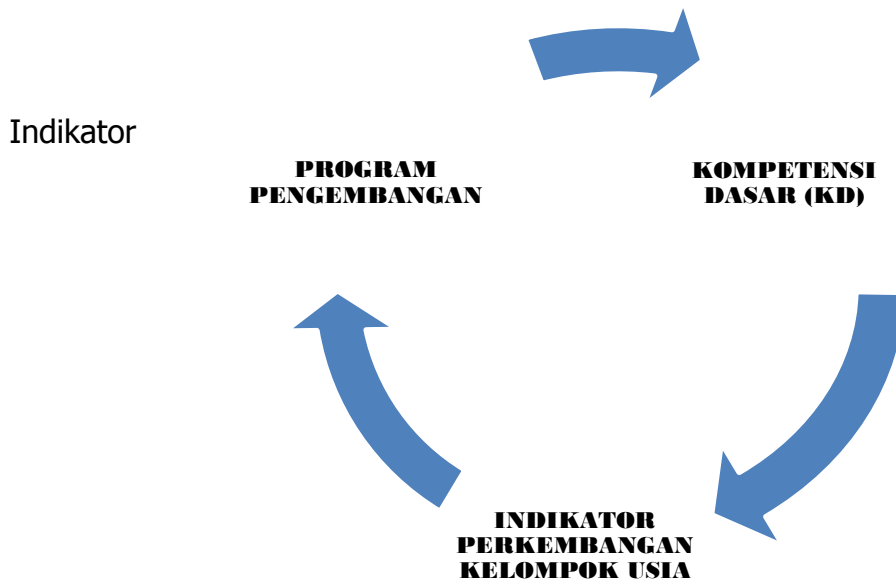 Indikator
PROGRAM
PENGEMBANGAN
KOMPETENSI
DASAR (KD)
INDIKATOR
PERKEMBANGAN
KELOMPOK USIA